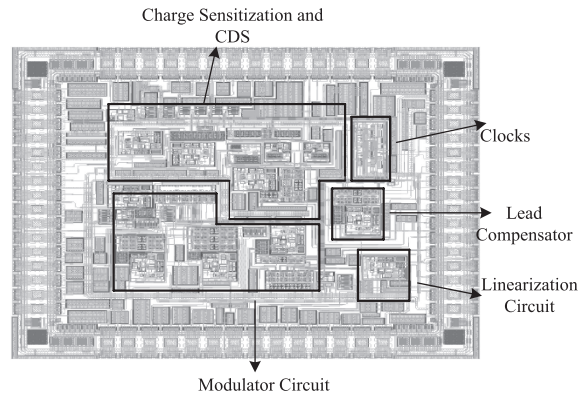 Charge Sensitization and
CDS
Clocks
Lead
Compensator
Linearization
Circuit
Modulator Circuit